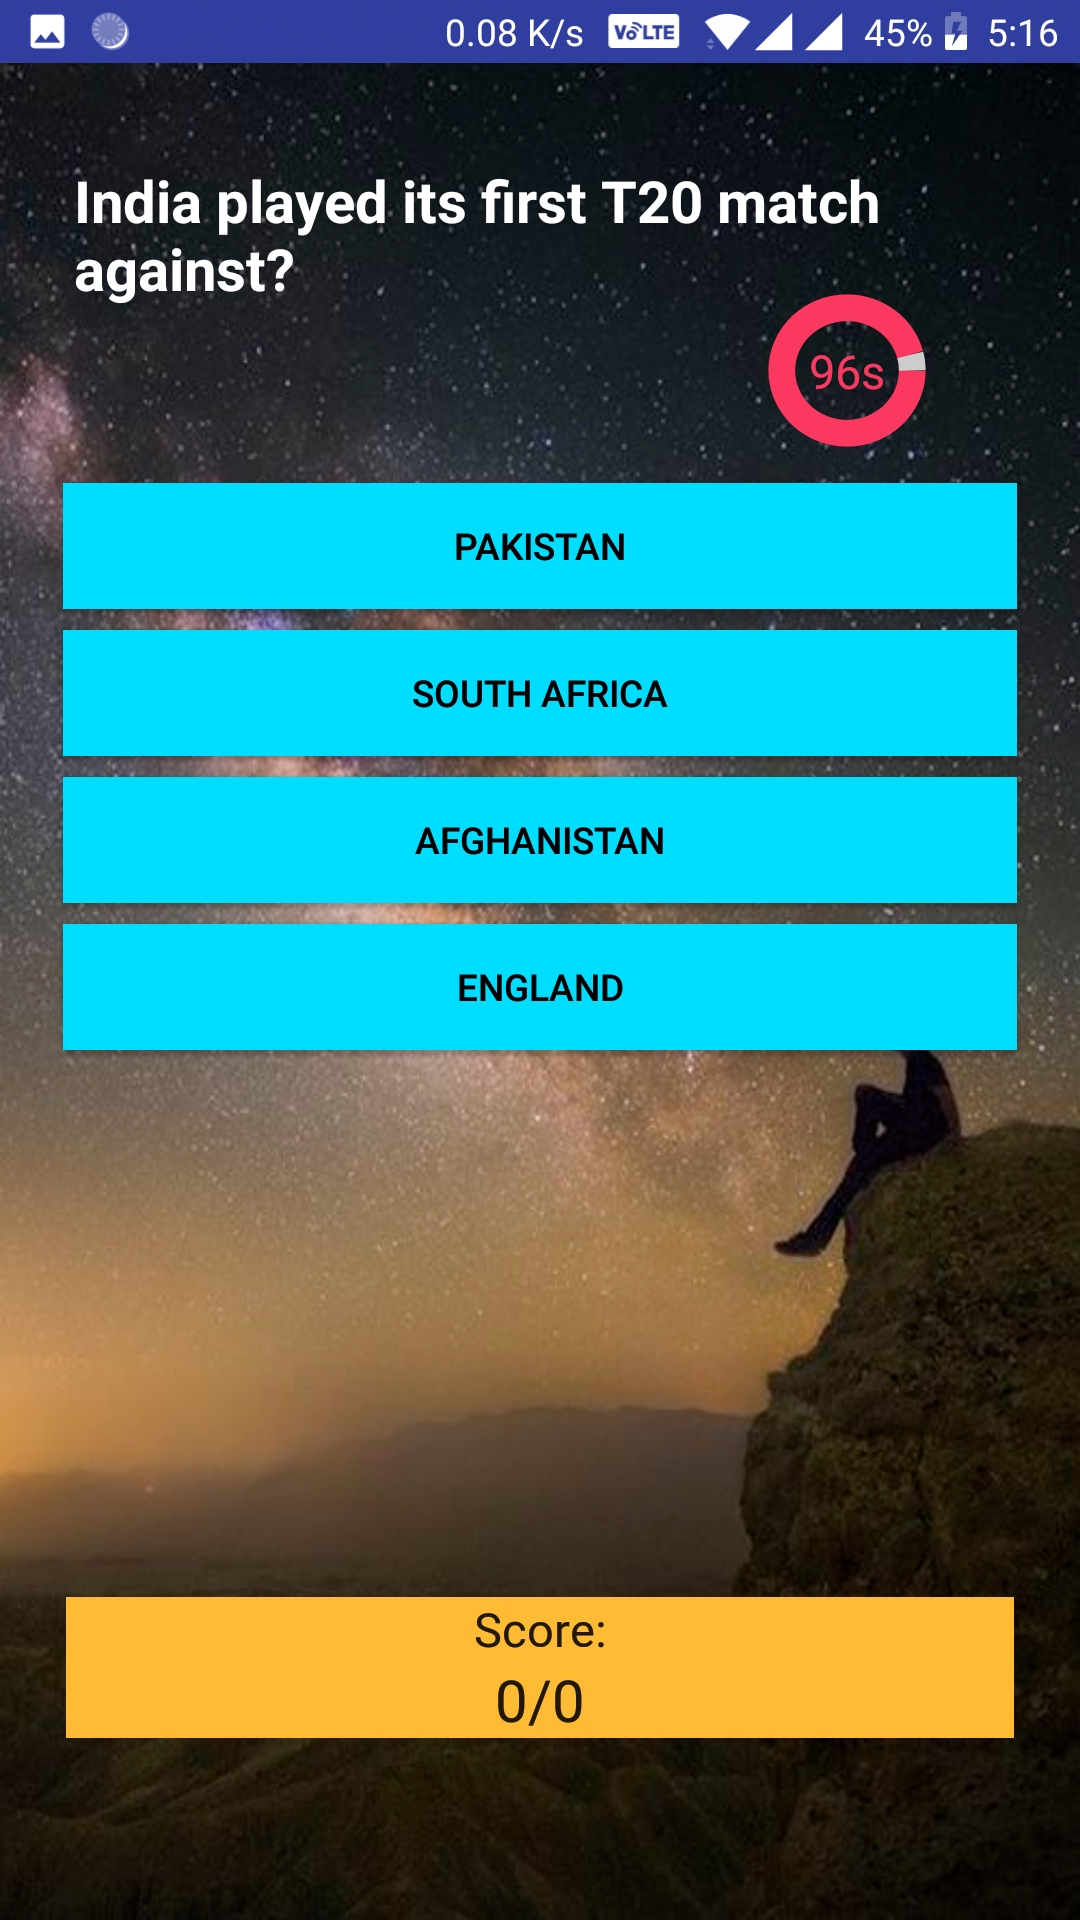 0.08 K/s VoLTE 45% 5:16
India played its first T20 match
against?
96s
PAKISTAN
SOUTH AFRICA
AFGHANISTAN
ENGLAND
Score:
0/0